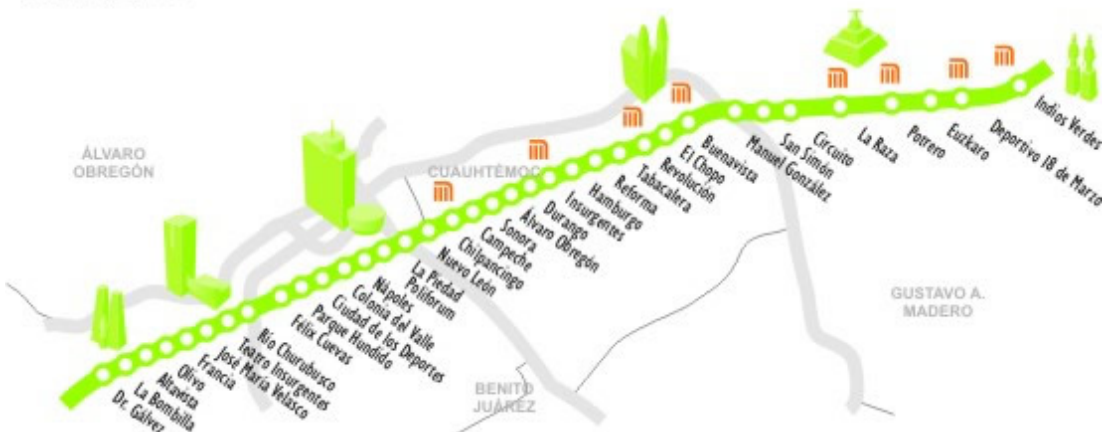 ÁLVARO
OBREGÓN
CUAUHTÉMOC
GUSTAVO A.
MADERO
BENITO
JUÁREZ
Indios Verdes
Deportivo 18 de Marzo
Euzkaro
Potrero
La Raza
Circuito
San Simón
Manuel González
Buenavista
El Chopo
Revolución
Tabacalera
Reforma
Hamburgo
Insurgentes
Durango
Álvaro Obregón
Sonora
Campeche
Chilpancingo
Nuevo León
La Piedad
Poliforum
Nápoles
Colonia del Valle
Ciudad de los Deportes
Parque Hundido
Félix Cuevas
Río Churubusco
Teatro Insurgentes
José María Velasco
Francia
Olivo
Altavista
La Bombilla
Dr. Gálvez